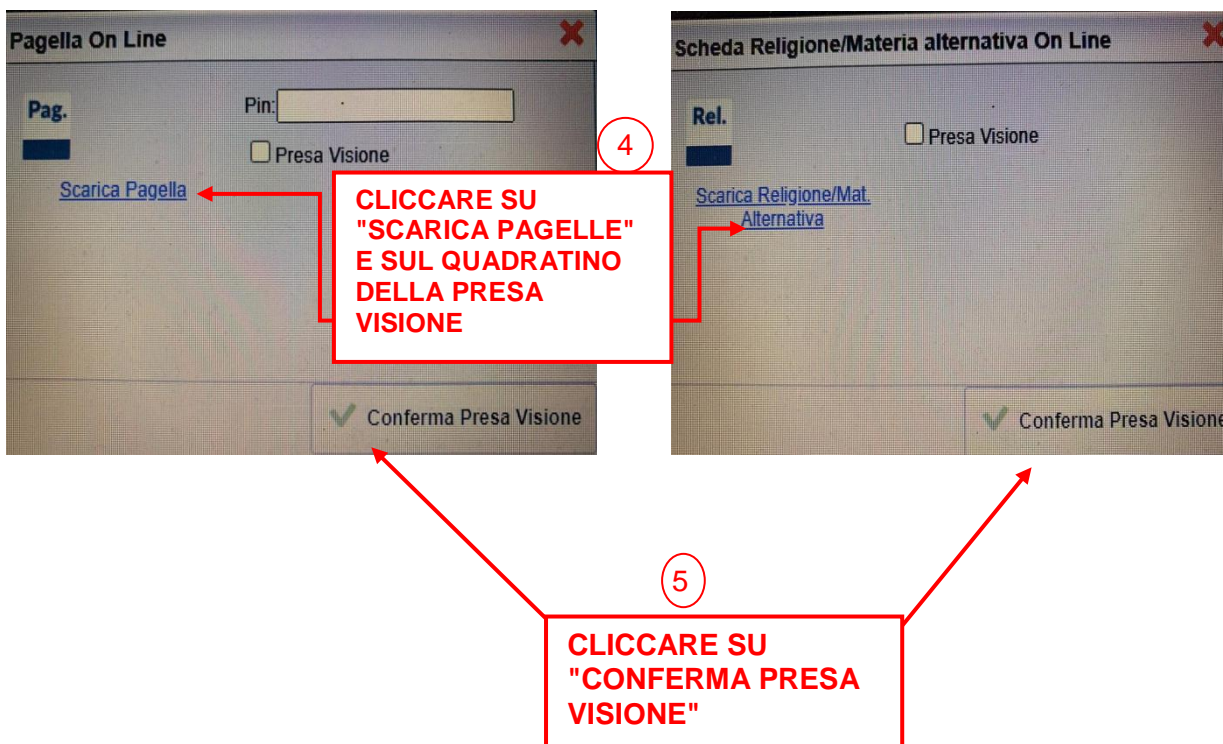 Pagella On Line
Pag.
Pin:
Presa Visione
Scarica Pagella
Conferma Presa Visione
Scheda Religione/Materia alternativa On Line
Rel.
Presa Visione
Scarica Religione/Mat.
Alternativa
Conferma Presa Visione
4
CLICCARE SU
"SCARICA PAGELLE"
E SUL QUADRATINO
DELLA PRESA
VISIONE
5
CLICCARE SU
"CONFERMA PRESA
VISIONE"